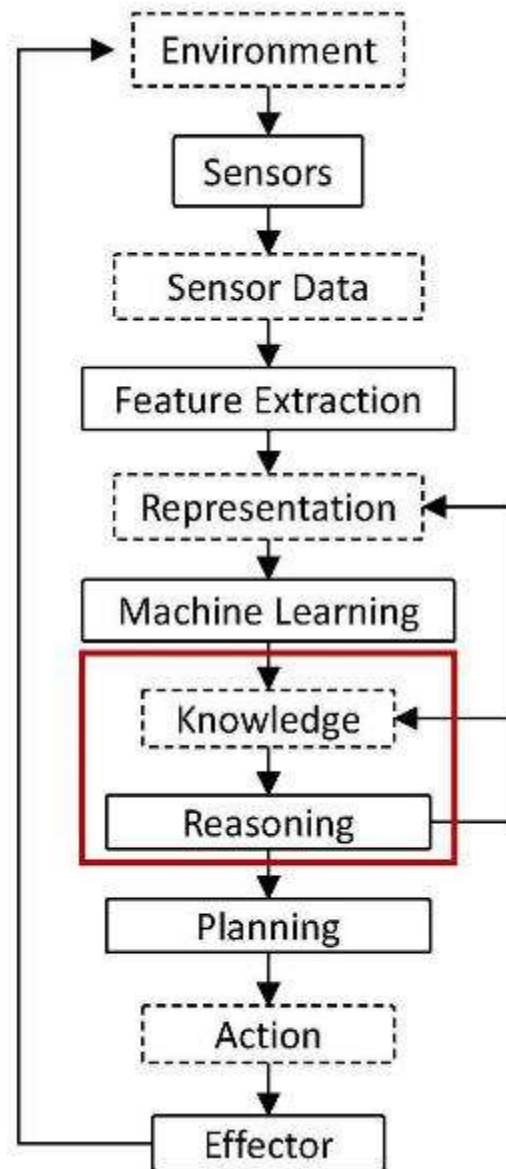 Environment
Sensors
Sensor Data
Feature Extraction
Representation
Machine Learning
Knowledge
Reasoning
Planning
Action
Effector